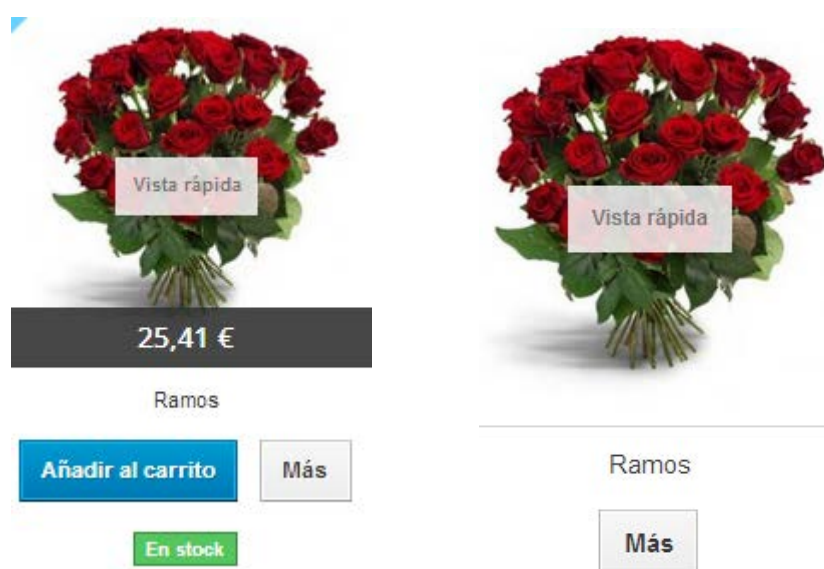 Vista rápida
25,41 €
Ramos
Añadir al carrito
Más
En stock
Vista rápida
Ramos
Más